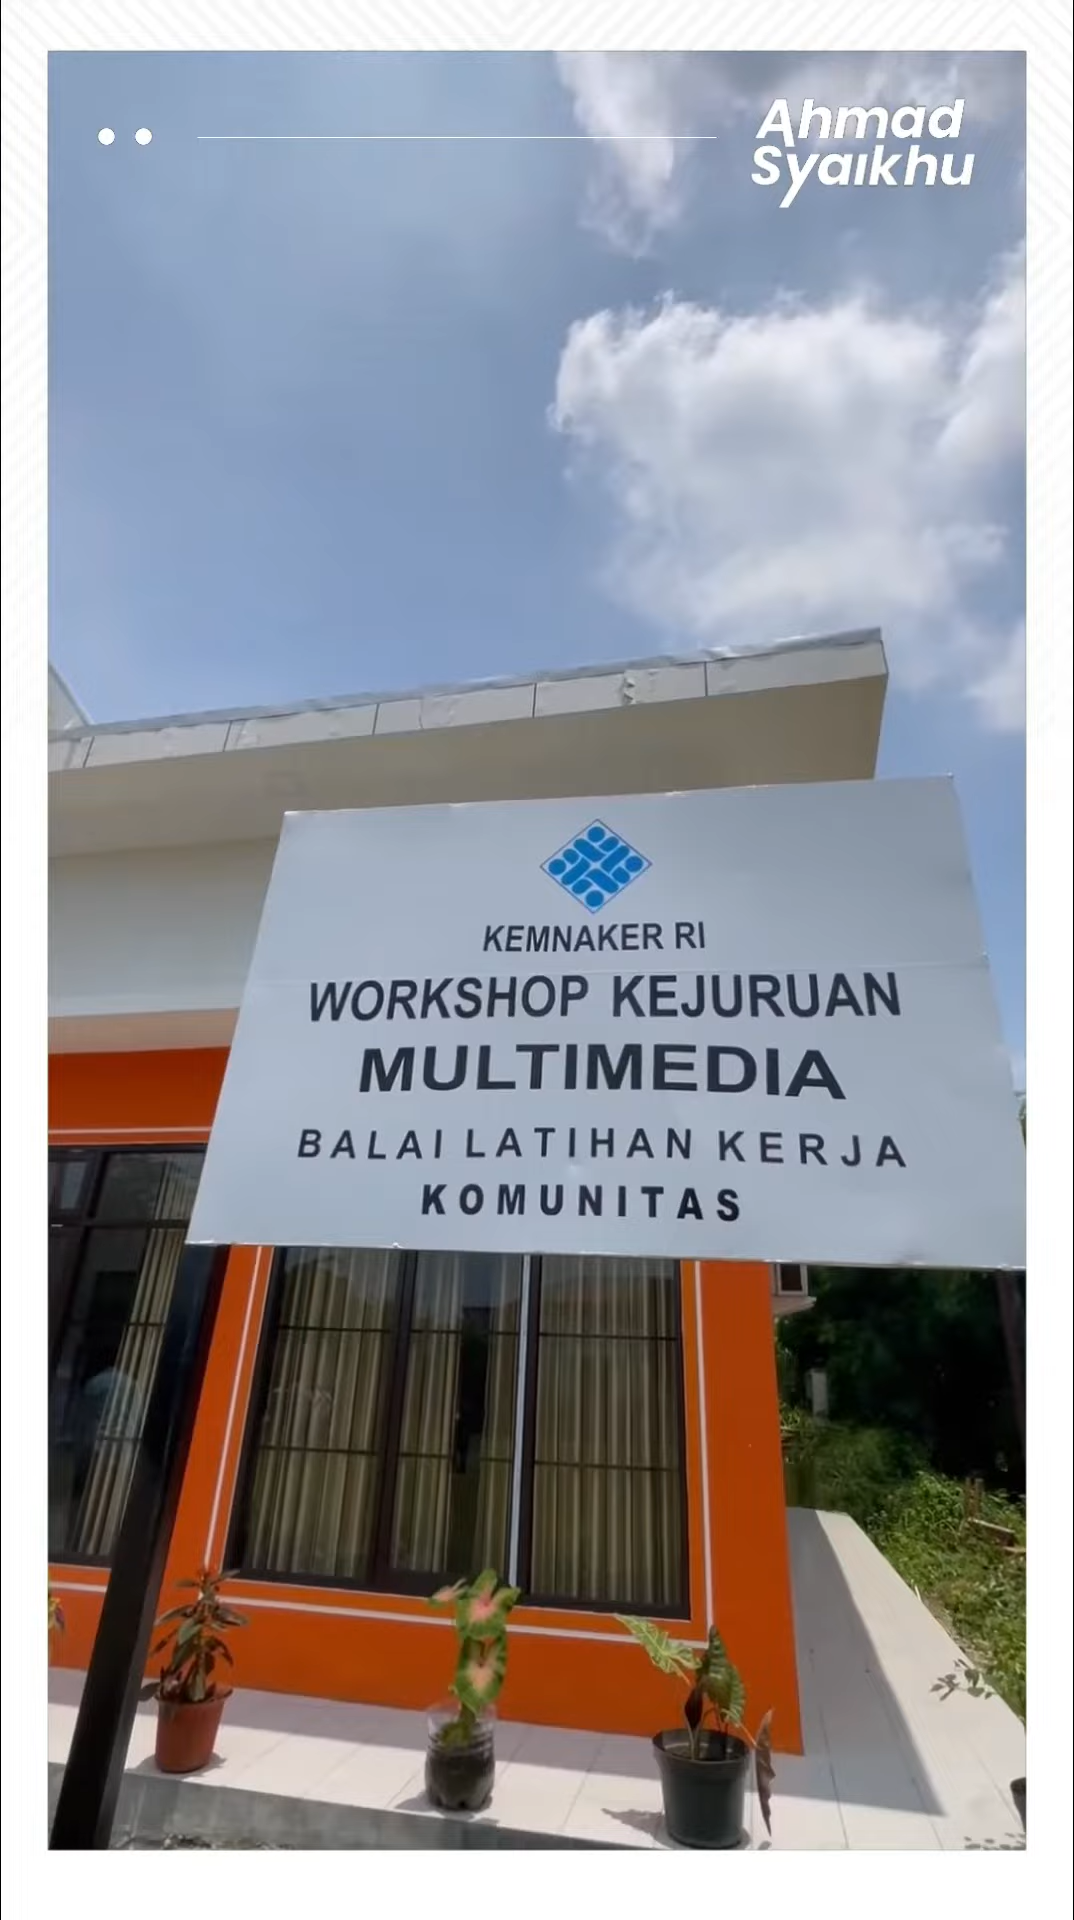 Ahmad
Syaikhu
KEMNAKER RI
WORKSHOP KEJURUAN
MULTIMEDIA
BALAI LATIHAN KERJA
KOMUNITAS